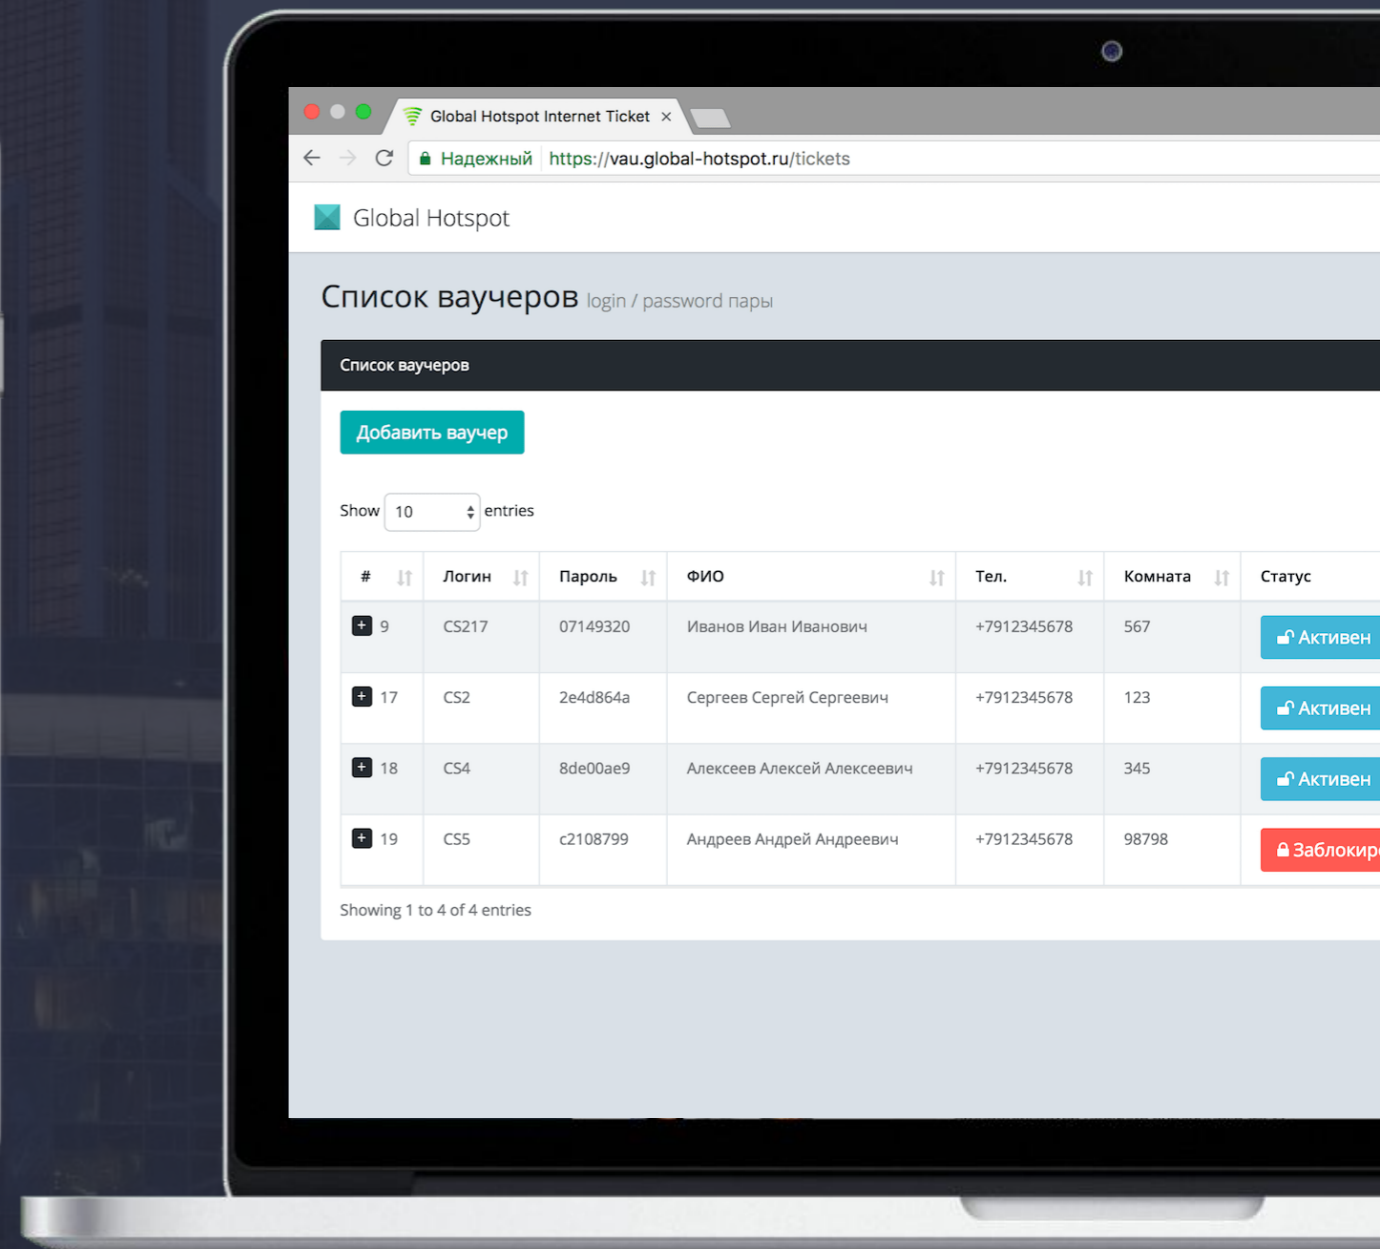 Global Hotspot Internet Ticket ×
Надежный https://vau.global-hotspot.ru/tickets
Global Hotspot
Список ваучеров login / password пары
Список ваучеров
Добавить ваучер
Show 10 entries
# Логин Пароль ФИО Тел. Комната Статус
+ 9 CS217 07149320 Иванов Иван Иванович +7912345678 567 Активен
+ 17 CS2 2e4d864a Сергеев Сергей Сергеевич +7912345678 123 Активен
+ 18 CS4 8de00ae9 Алексеев Алексей Алексеевич +7912345678 345 Активен
+ 19 CS5 c2108799 Андреев Андрей Андреевич +7912345678 98798 Заблокир
Showing 1 to 4 of 4 entries